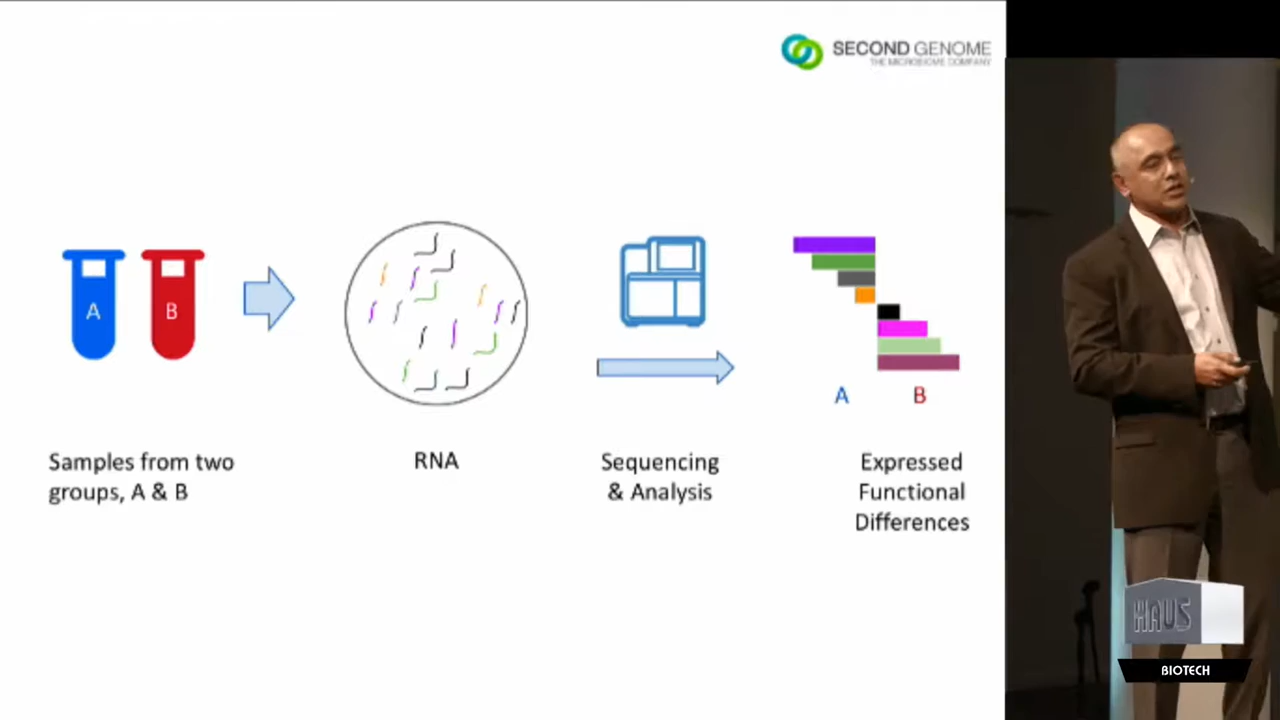 SECOND GENOME
THE MICROBIOME COMPANY
A
B
A
B
Samples from two
groups, A & B
RNA
Sequencing
& Analysis
Expressed
Functional
Differences
HAUS
BIOTECH